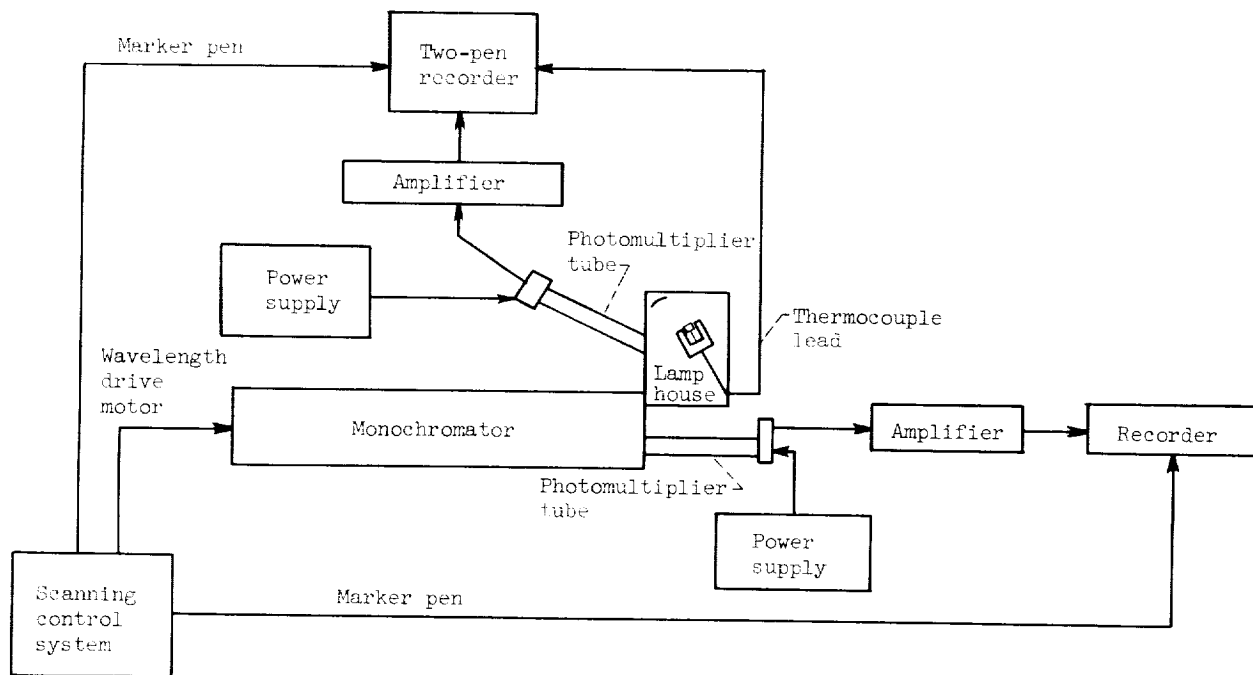 Marker pen
Two-pen
recorder
Amplifier
Photomultiplier
tube
Power
supply
Thermocouple
lead
Wavelength
drive
motor
Lamp
house
Monochromator
Amplifier
Recorder
Photomultiplier
tube
Power
supply
Scanning
control
system
Marker pen